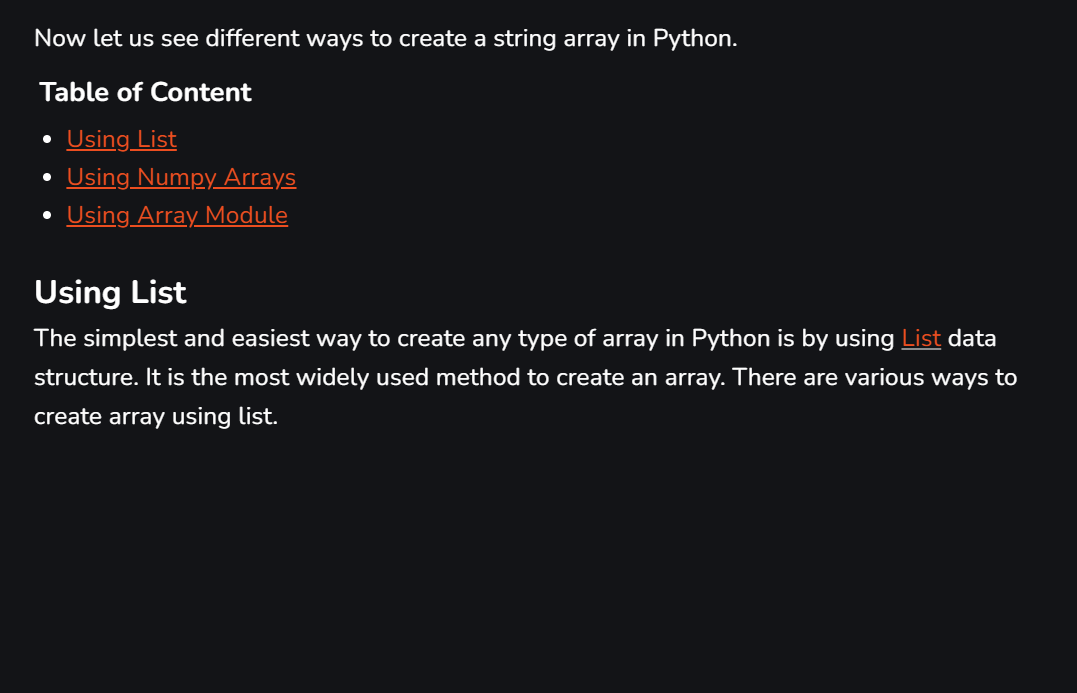 Now let us see different ways to create a string array in Python.
Table of Content
Using List
Using Numpy Arrays
Using Array Module
Using List
The simplest and easiest way to create any type of array in Python is by using List data
structure. It is the most widely used method to create an array. There are various ways to
create array using list.